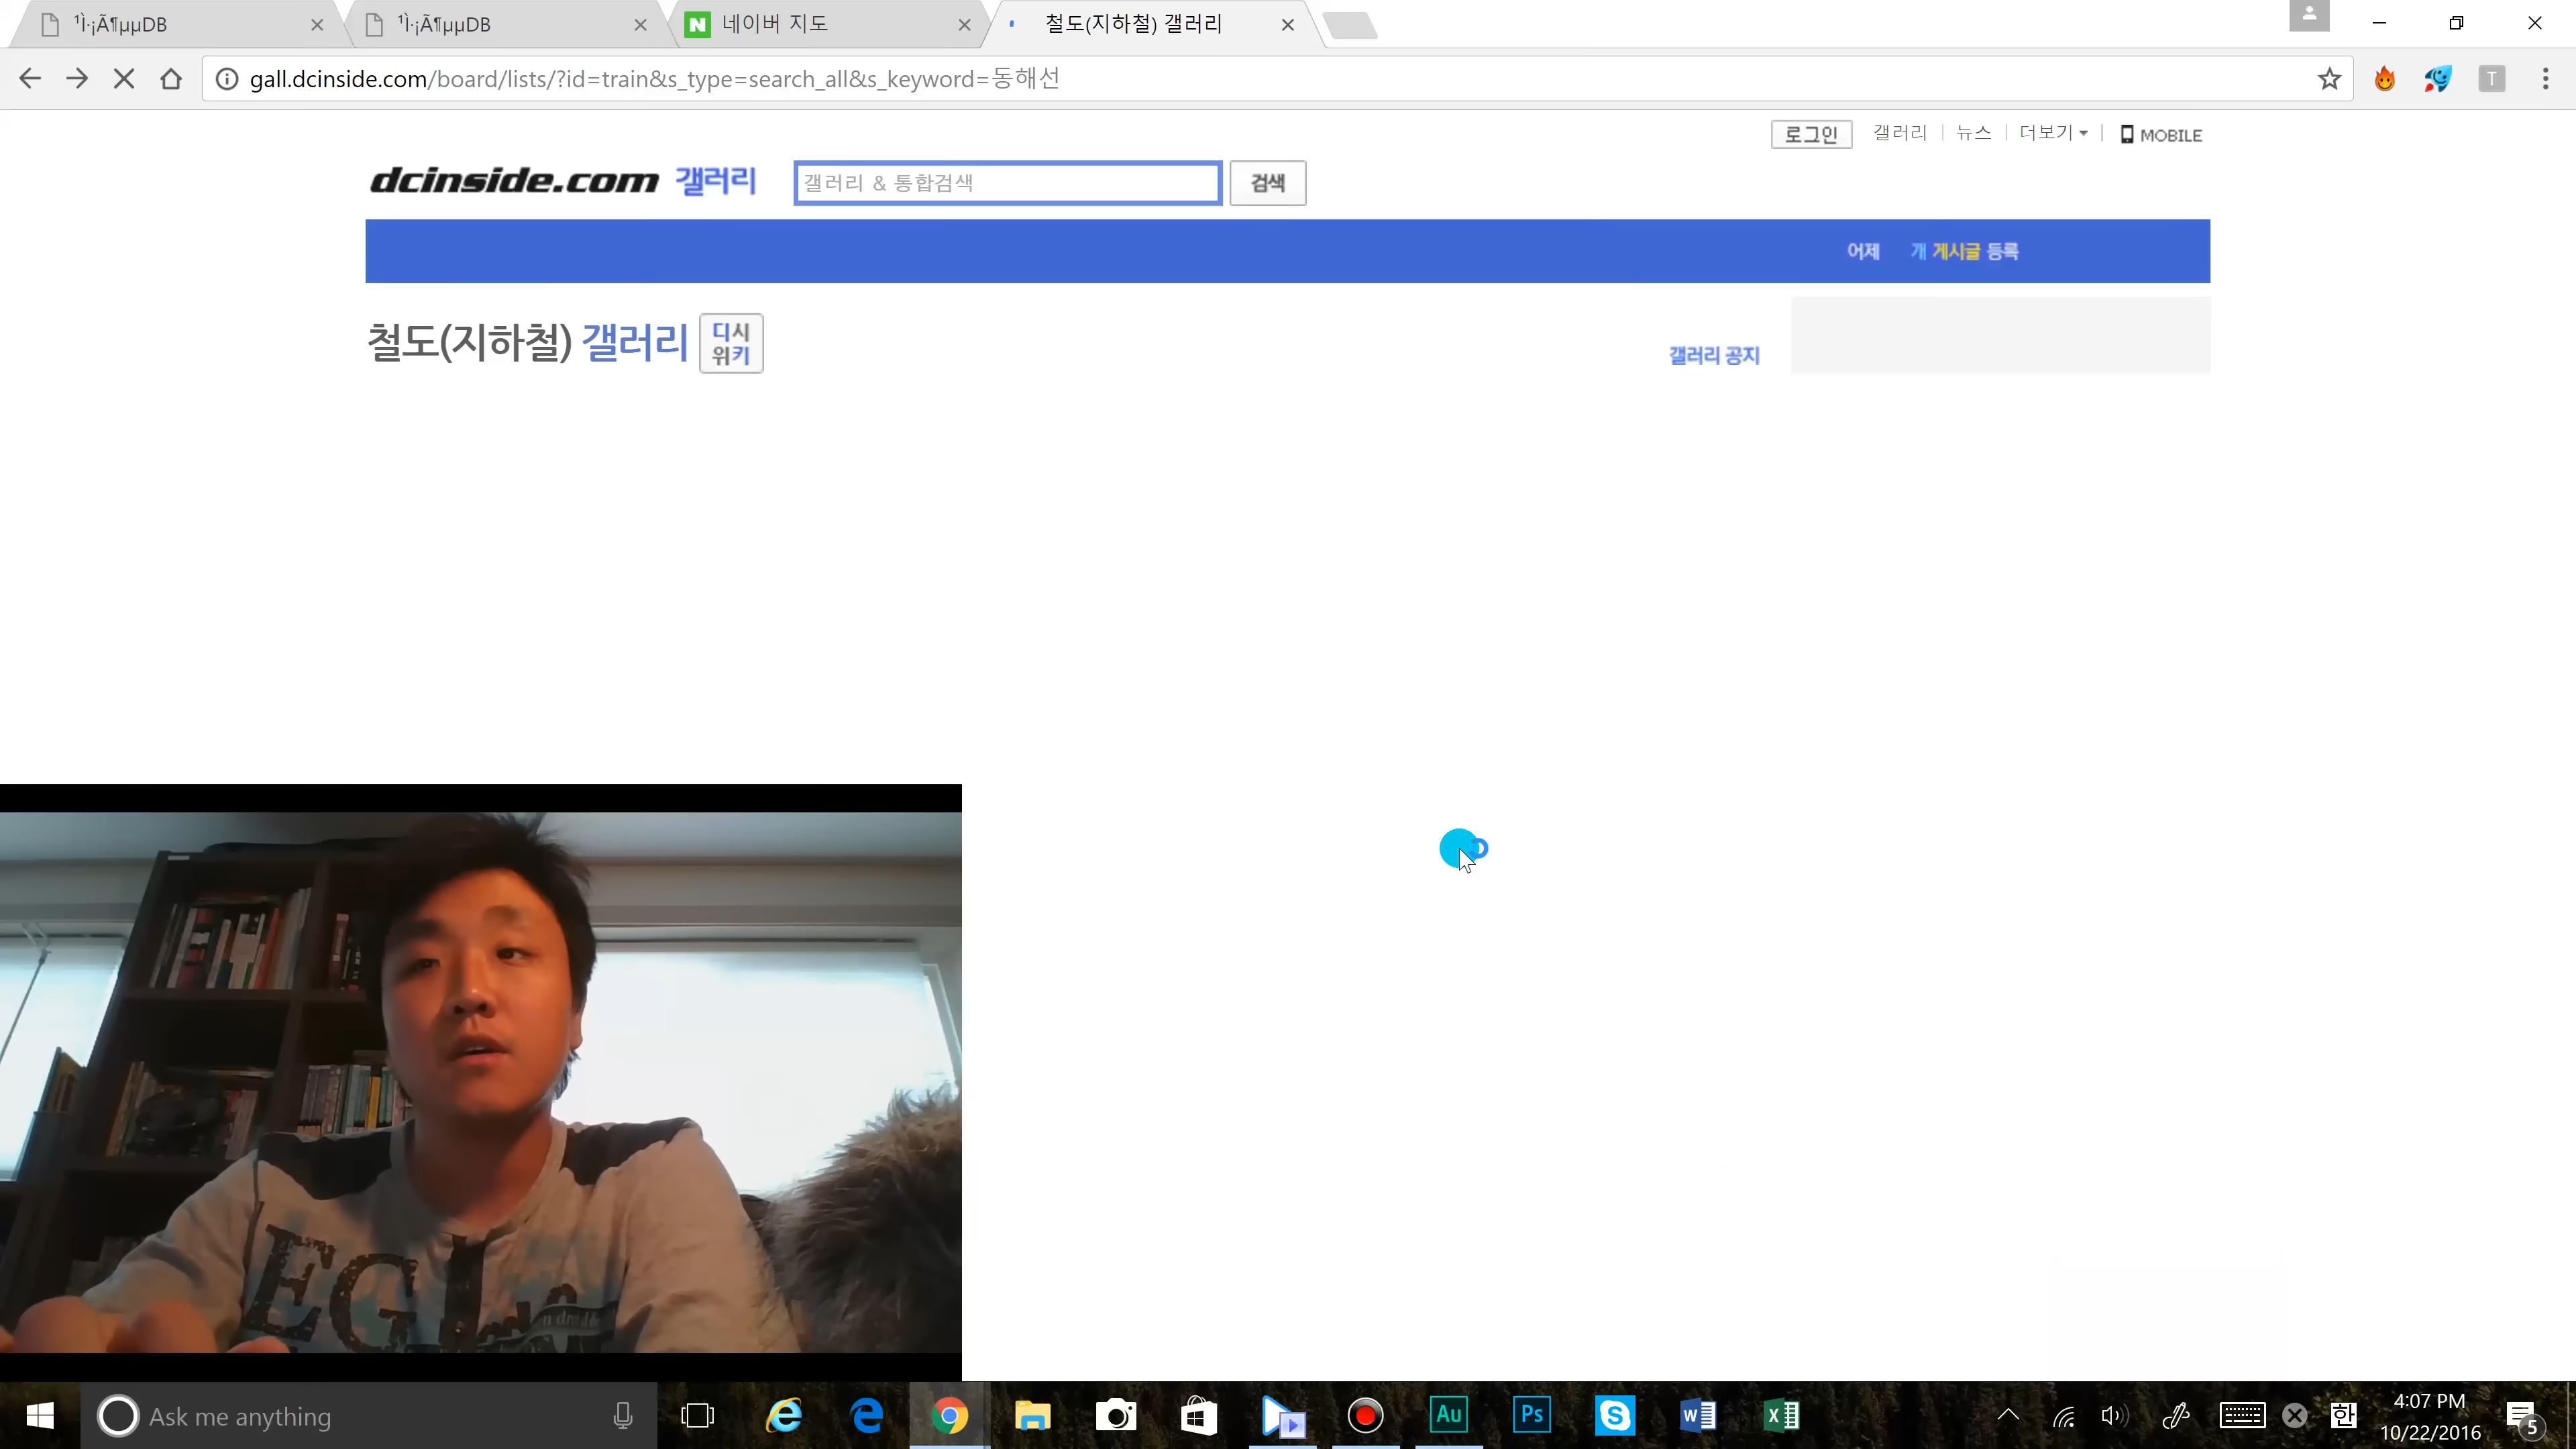 ¹Ì·¡Ã¶µµDB
¹Ì·¡Ã¶µµDB
N 네이버 지도
철도(지하철) 갤러리
gall.dcinside.com/board/lists/?id=train&s_type=search_all&s_keyword=동해선
T
로그인 갤러리 뉴스 더보기 MOBILE
dcinside.com 갤러리
갤러리 & 통합검색
검색
어제 개 게시글 등록
철도(지하철) 갤러리
디시
위키
갤러리 공지
Ask me anything
Au
Ps
한
4:07 PM
10/22/2016
5